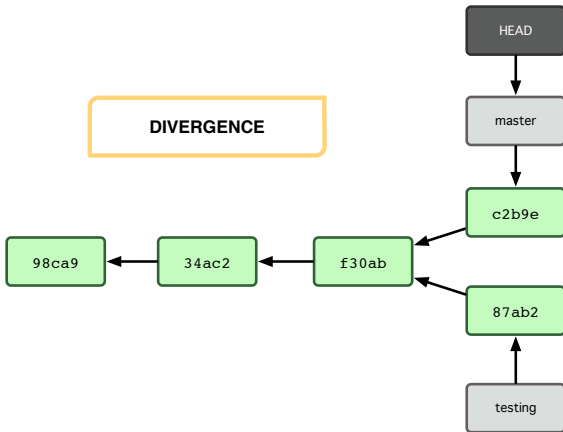 HEAD
master
DIVERGENCE
c2b9e
98ca9
34ac2
f30ab
87ab2
testing